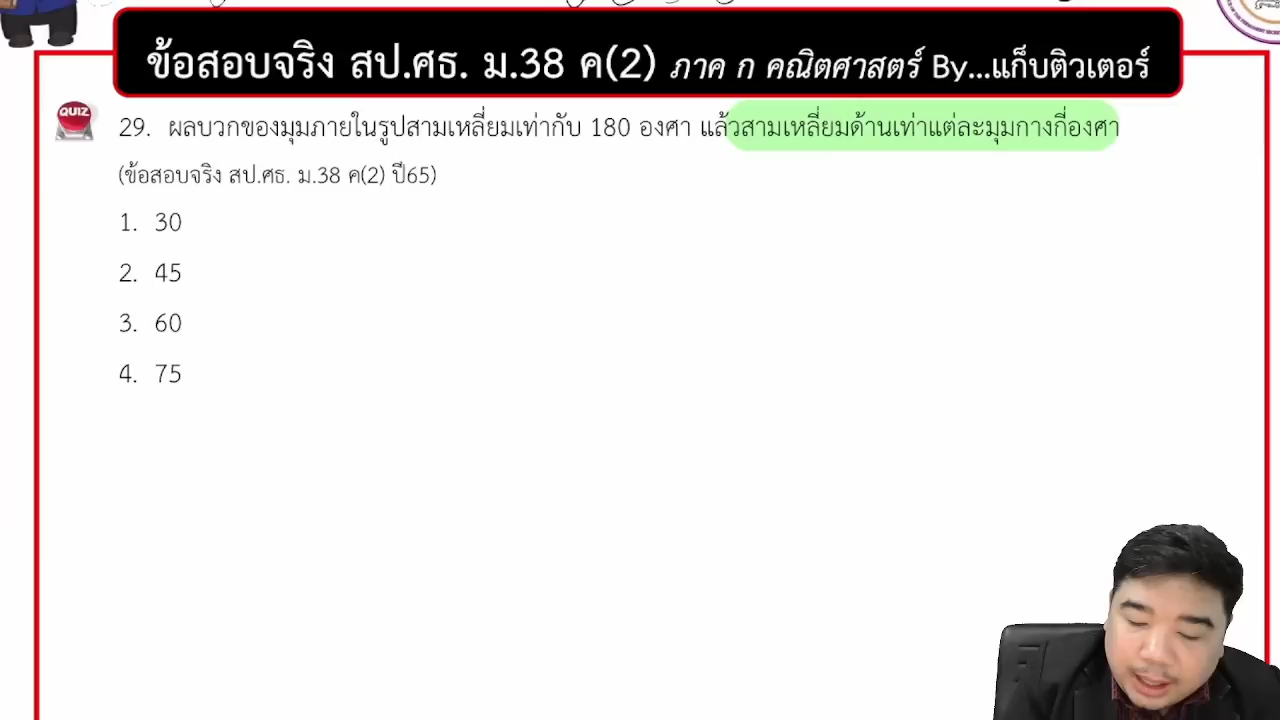 ข้อสอบจริง สป.ศธ. ม.38 ค(2) ภาค ก คณิตศาสตร์ By...แก็บติวเตอร์
QUIZ
29. ผลบวกของมุมภายในรูปสามเหลี่ยมเท่ากับ 180 องศา แล้วสามเหลี่ยมด้านเท่าแต่ละมุมกางกี่องศา
(ข้อสอบจริง สป.ศธ. ม.38 ค(2) ปี65)
1. 30
2. 45
3. 60
4. 75